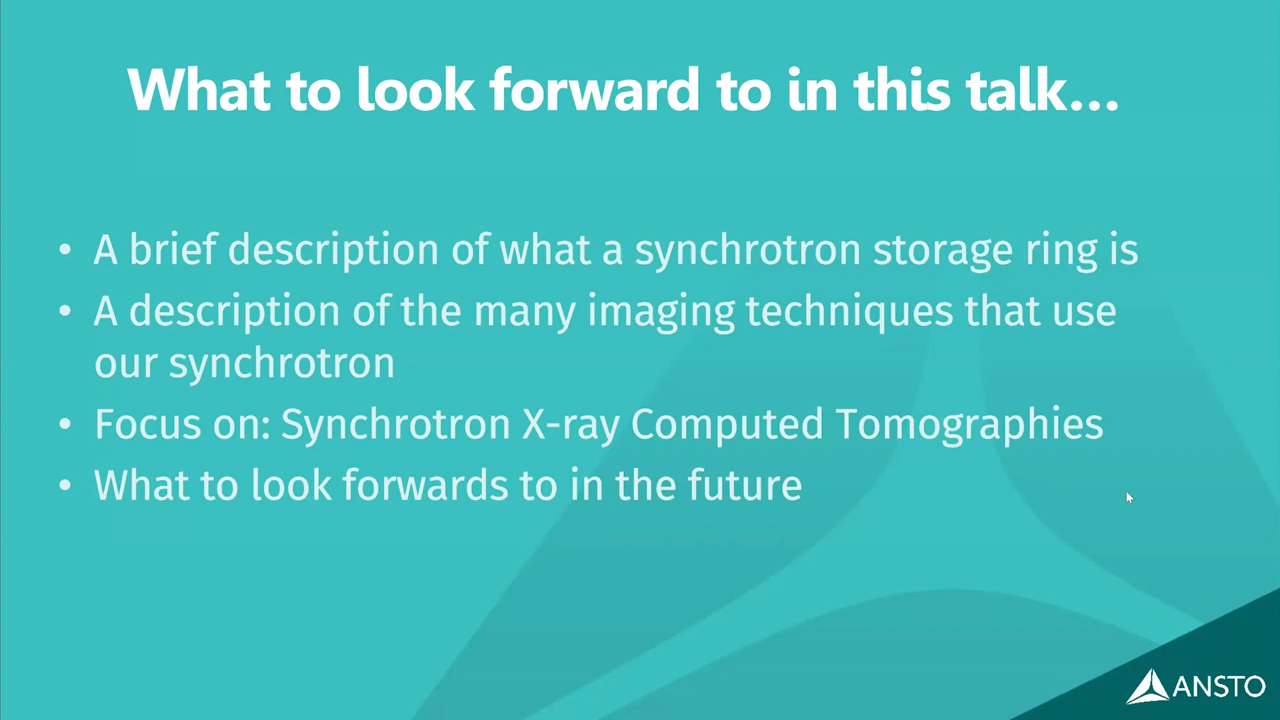 What to look forward to in this talk...
• A brief description of what a synchrotron storage ring is
• A description of the many imaging techniques that use
our synchrotron
• Focus on: Synchrotron X-ray Computed Tomographies
• What to look forwards to in the future
ANSTO